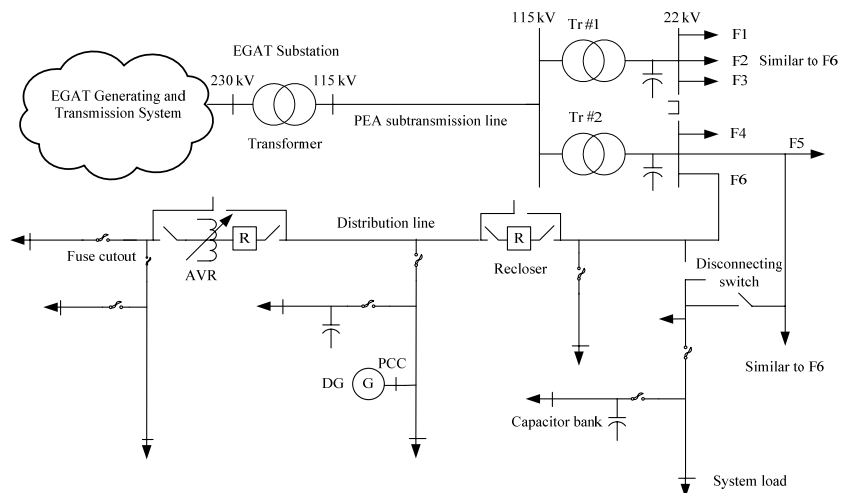 115 kV
Tr #1
22 kV
F1
F2 Similar to F6
F3
EGAT Substation
230 kV
115 kV
EGAT Generating and
Transmission System
Transformer
PEA subtransmission line
Tr #2
F4
F5
F6
Distribution line
R
R
Fuse cutout
AVR
Recloser
Disconnecting
switch
PCC
DG
G
Similar to F6
Capacitor bank
System load